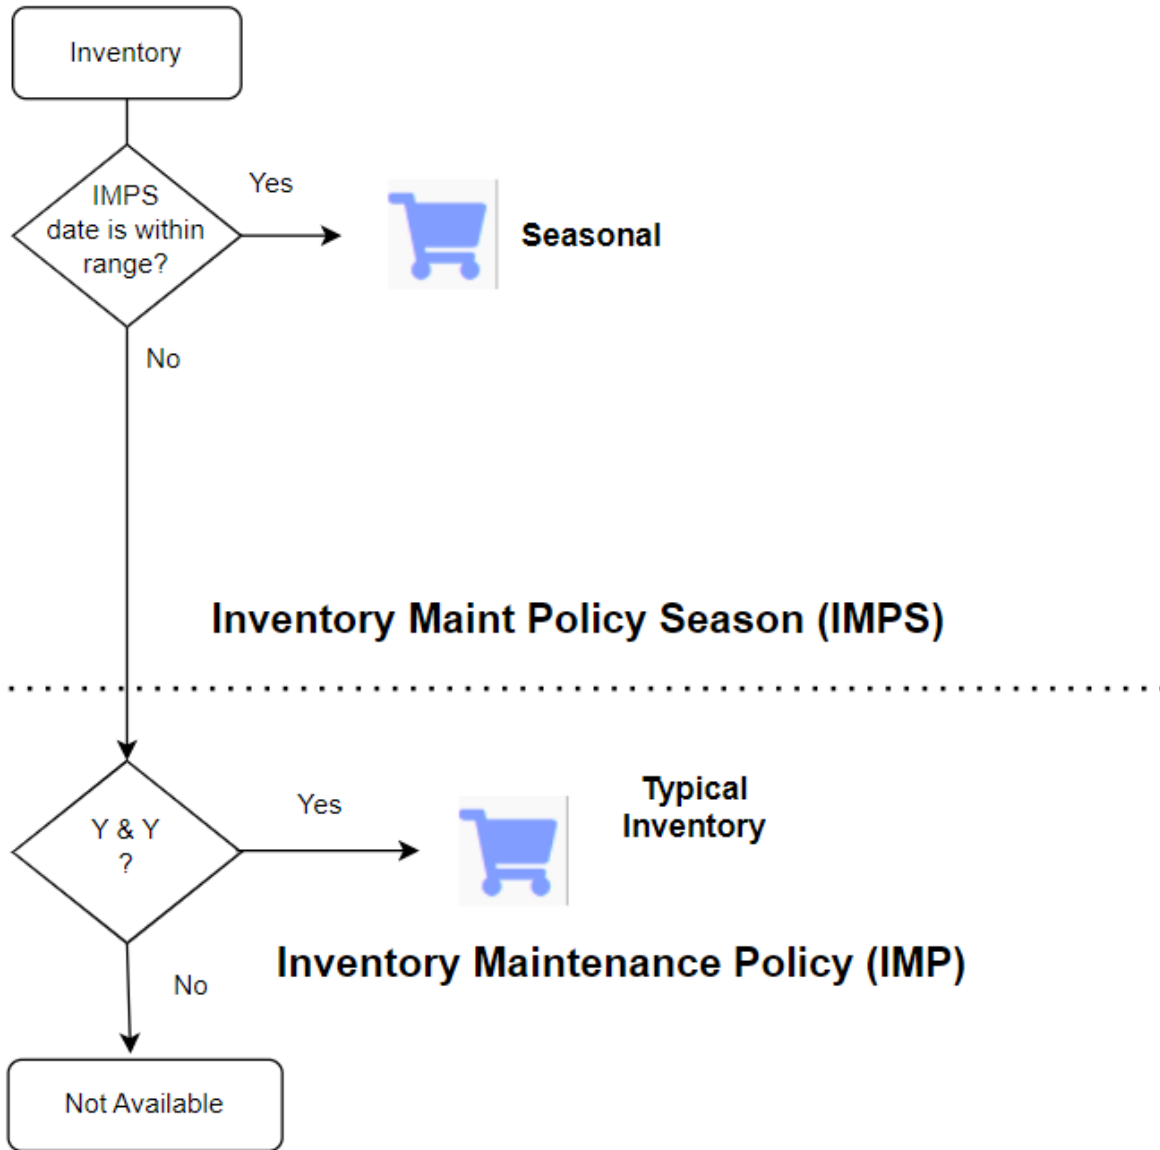 Inventory
IMPS
date is within
range?
Yes
Seasonal
No
Inventory Maint Policy Season (IMPS)
Y & Y
?
Yes
Typical
Inventory
Inventory Maintenance Policy (IMP)
No
Not Available